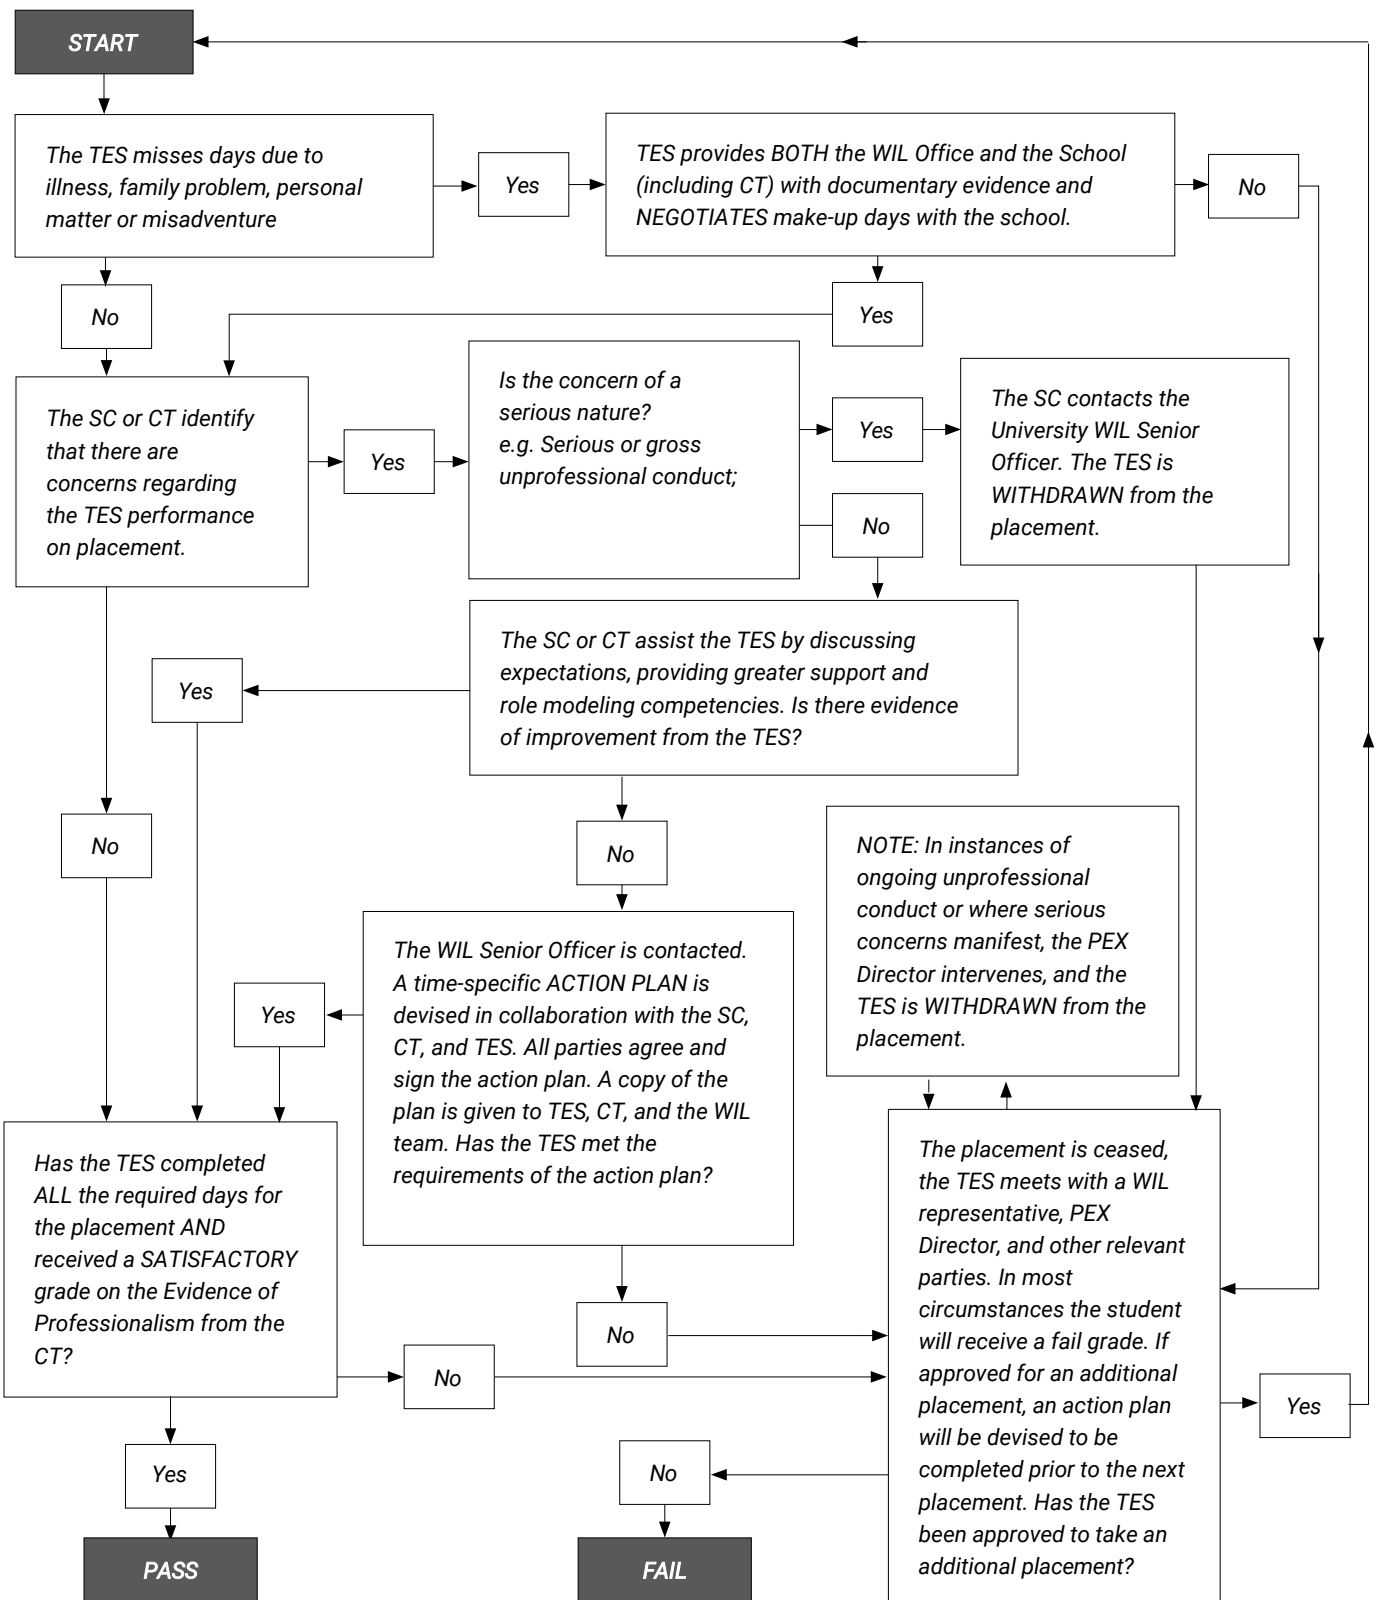 START
The TES misses days due to
illness, family problem, personal
matter or misadventure
Yes
TES provides BOTH the WIL Office and the School
(including CT) with documentary evidence and
NEGOTIATES make-up days with the school.
No
No
Yes
The SC or CT identify
that there are
concerns regarding
the TES performance
on placement.
Yes
Is the concern of a
serious nature?
e.g. Serious or gross
unprofessional conduct;
Yes
The SC contacts the
University WIL Senior
Officer. The TES is
WITHDRAWN from the
placement.
No
The SC or CT assist the TES by discussing
expectations, providing greater support and
role modeling competencies. Is there evidence
of improvement from the TES?
Yes
No
No
NOTE: In instances of
ongoing unprofessional
conduct or where serious
concerns manifest, the PEX
Director intervenes, and the
TES is WITHDRAWN from the
placement.
The WIL Senior Officer is contacted.
A time-specific ACTION PLAN is
devised in collaboration with the SC,
CT, and TES. All parties agree and
sign the action plan. A copy of the
plan is given to TES, CT, and the WIL
team. Has the TES met the
requirements of the action plan?
Yes
Has the TES completed
ALL the required days for
the placement AND
received a SATISFACTORY
grade on the Evidence of
Professionalism from the
CT?
The placement is ceased,
the TES meets with a WIL
representative, PEX
Director, and other relevant
parties. In most
circumstances the student
will receive a fail grade. If
approved for an additional
placement, an action plan
will be devised to be
completed prior to the next
placement. Has the TES
been approved to take an
additional placement?
No
No
Yes
Yes
No
PASS
FAIL